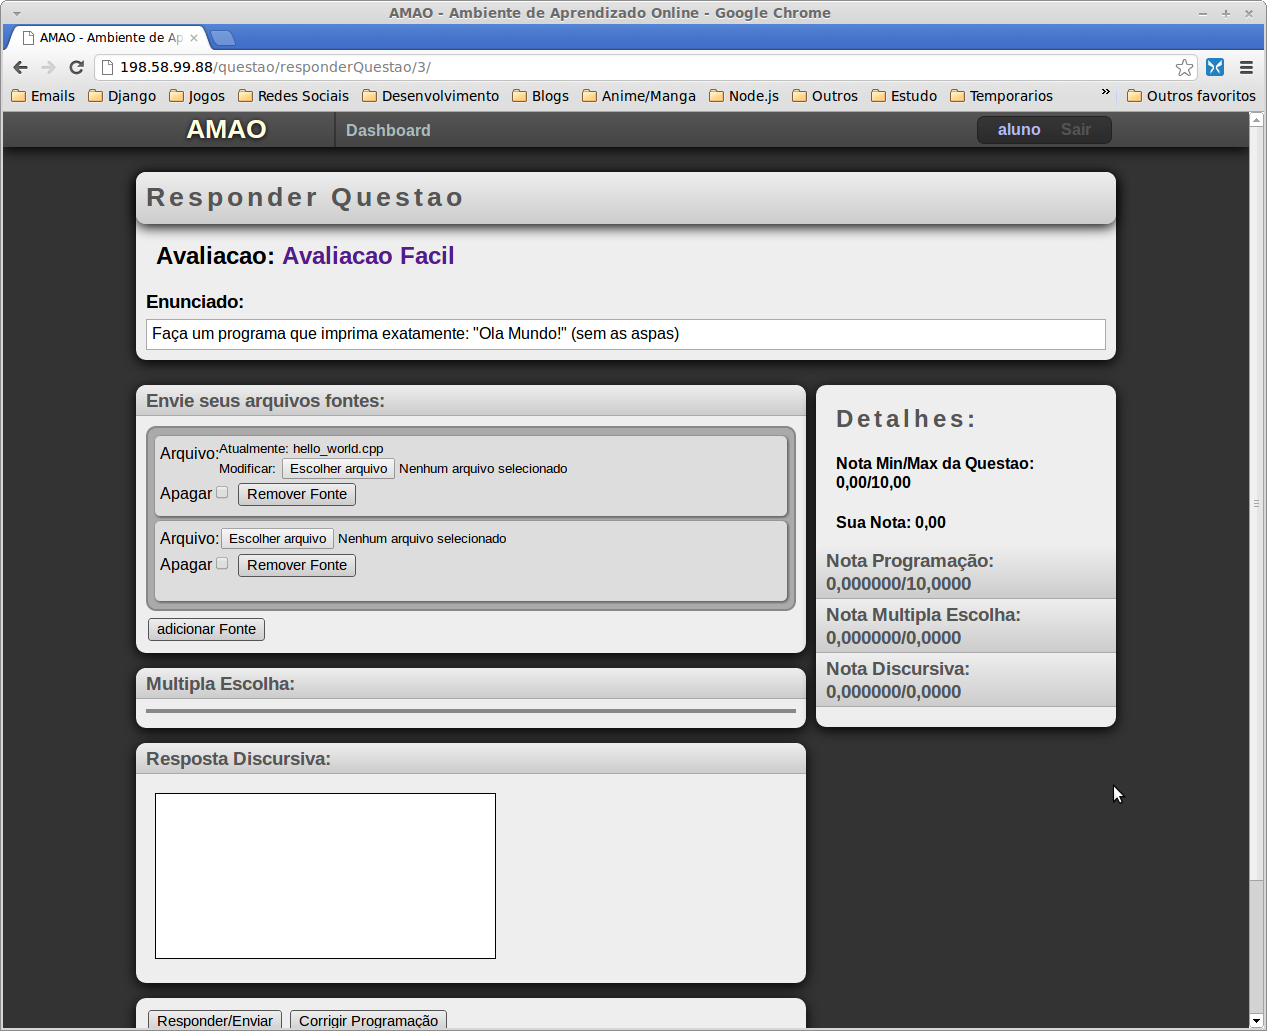 AMAO - Ambiente de Aprendizado Online - Google Chrome
AMAO - Ambiente de Ap
198.58.99.88/questao/responderQuestao/3/
Emails Django Jogos Redes Sociais Desenvolvimento Blogs Anime/Manga Node.js Outros Estudo Temporarios » Outros favoritos
AMAO Dashboard aluno Sair
Responder Questao
Avaliacao: Avaliacao Facil
Enunciado:
Faça um programa que imprima exatamente: "Ola Mundo!" (sem as aspas)
Envie seus arquivos fontes:
Arquivo: Atualmente: hello_world.cpp
Modificar: Escolher arquivo Nenhum arquivo selecionado
Apagar Remover Fonte
Arquivo: Escolher arquivo Nenhum arquivo selecionado
Apagar Remover Fonte
adicionar Fonte
Multipla Escolha:
Resposta Discursiva:
Responder/Enviar Corrigir Programação
Detalhes:
Nota Min/Max da Questao:
0,00/10,00
Sua Nota: 0,00
Nota Programação:
0,000000/10,0000
Nota Multipla Escolha:
0,000000/0,0000
Nota Discursiva:
0,000000/0,0000